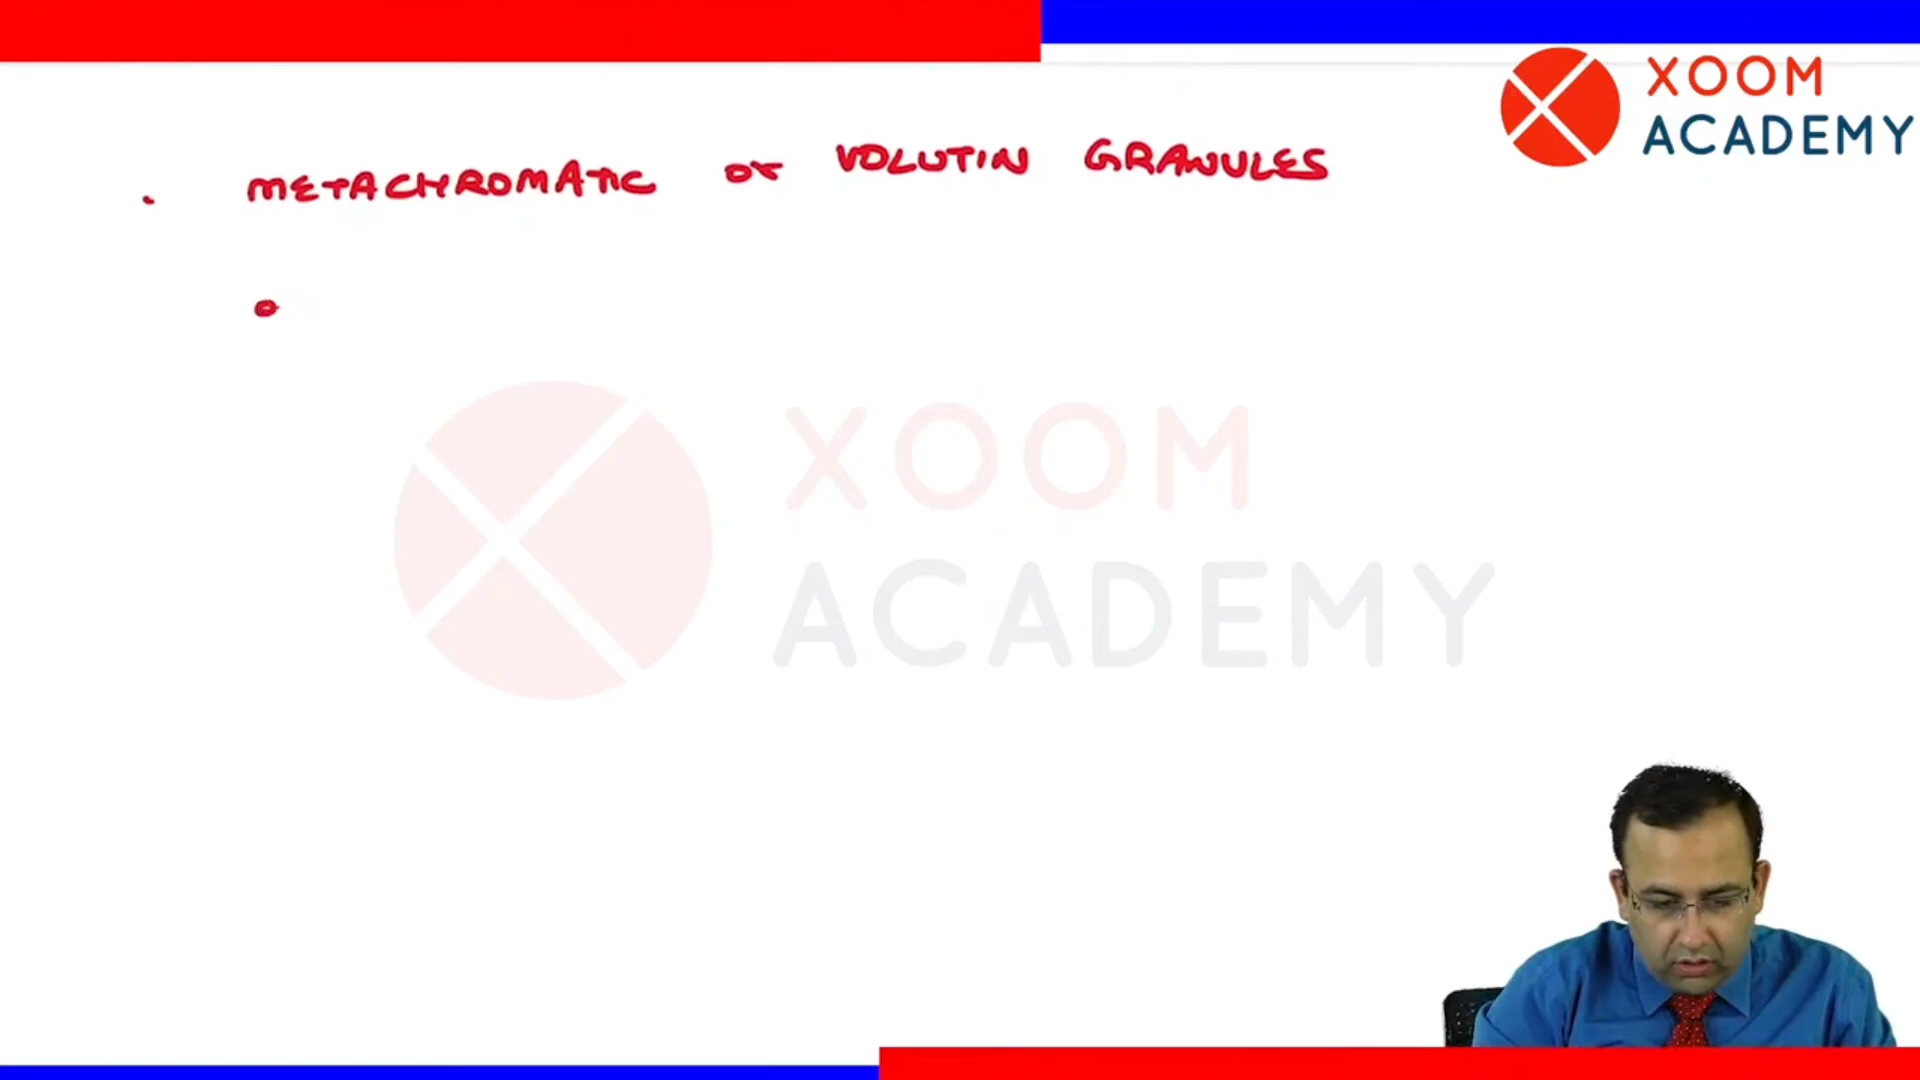 XOOM
ACADEMY
. METACHROMATIC or VOLUTIN GRANULES
XOOM
ACADEMY